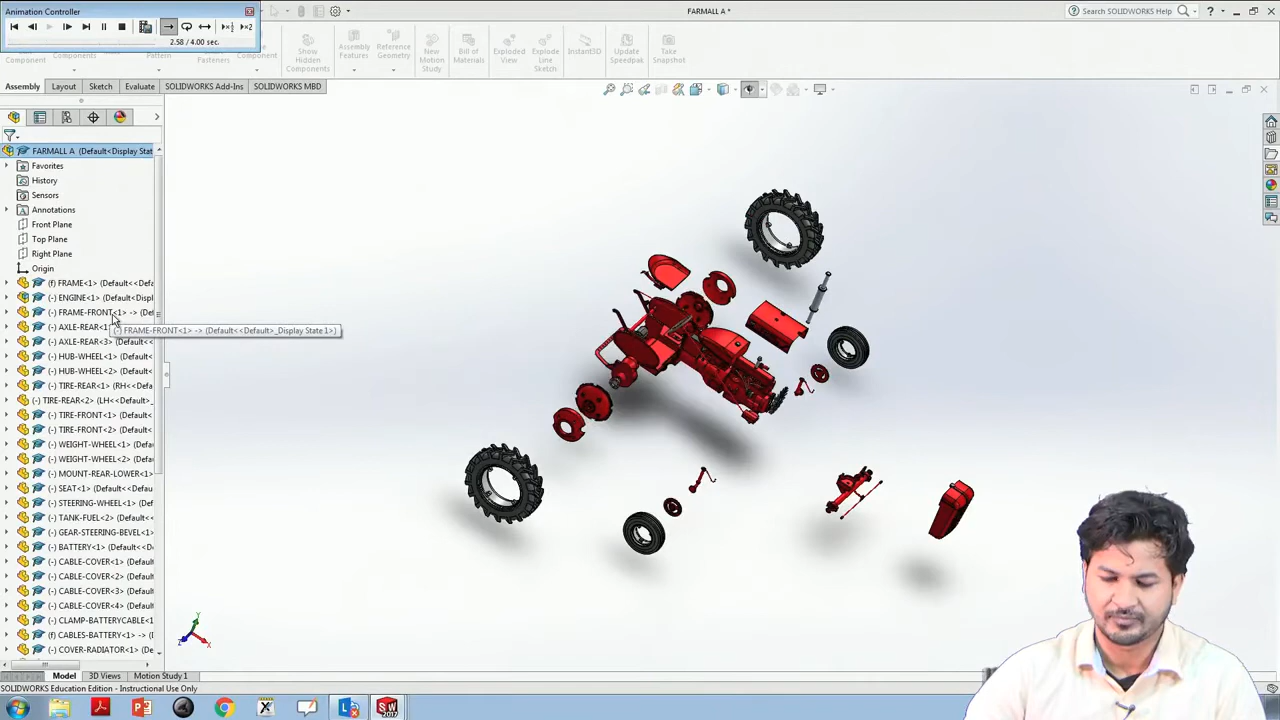 Animation Controller
2.58 / 4.00 sec.
FARMALL A *
Search SOLIDWORKS Help
Component
Components
Pattern
Fasteners
Component
Show
Hidden
Components
Assembly
Features
Reference
Geometry
New
Motion
Study
Bill of
Materials
Exploded
View
Explode
Line
Sketch
Instant3D
Update
Speedpak
Take
Snapshot
Assembly
Layout
Sketch
Evaluate
SOLIDWORKS Add-Ins
SOLIDWORKS MBD
FARMALL A (Default<Display Stat
Favorites
History
Sensors
Annotations
Front Plane
Top Plane
Right Plane
Origin
(f) FRAME<1> (Default<<Defa
(-) ENGINE<1> (Default<Displ
(-) FRAME-FRONT<1> -> (Def
(-) AXLE-REAR<1
(-) FRAME-FRONT<1> -> (Default<<Default>_Display State 1>)
(-) AXLE-REAR<3> (Default<
(-) HUB-WHEEL<1> (Default<
(-) HUB-WHEEL<2> (Default<
(-) TIRE-REAR<1> (RH<<Defa
(-) TIRE-REAR<2> (LH<<Default>_
(-) TIRE-FRONT<1> (Default<
(-) TIRE-FRONT<2> (Default<
(-) WEIGHT-WHEEL<1> (Defa
(-) WEIGHT-WHEEL<2> (Defa
(-) MOUNT-REAR-LOWER<1>
(-) SEAT<1> (Default<<Defa
(-) STEERING-WHEEL<1> (Def
(-) TANK-FUEL<2> (Default<<
(-) GEAR-STEERING-BEVEL<1>
(-) BATTERY<1> (Default<<De
(-) CABLE-COVER<1> (Default
(-) CABLE-COVER<2> (Default
(-) CABLE-COVER<3> (Default
(-) CABLE-COVER<4> (Default
(-) CLAMP-BATTERYCABLE<1>
(f) CABLES-BATTERY<1> -> (D
(-) COVER-RADIATOR<1> (De
Y
X
Z
Model
3D Views
Motion Study 1
SOLIDWORKS Education Edition - Instructional Use Only